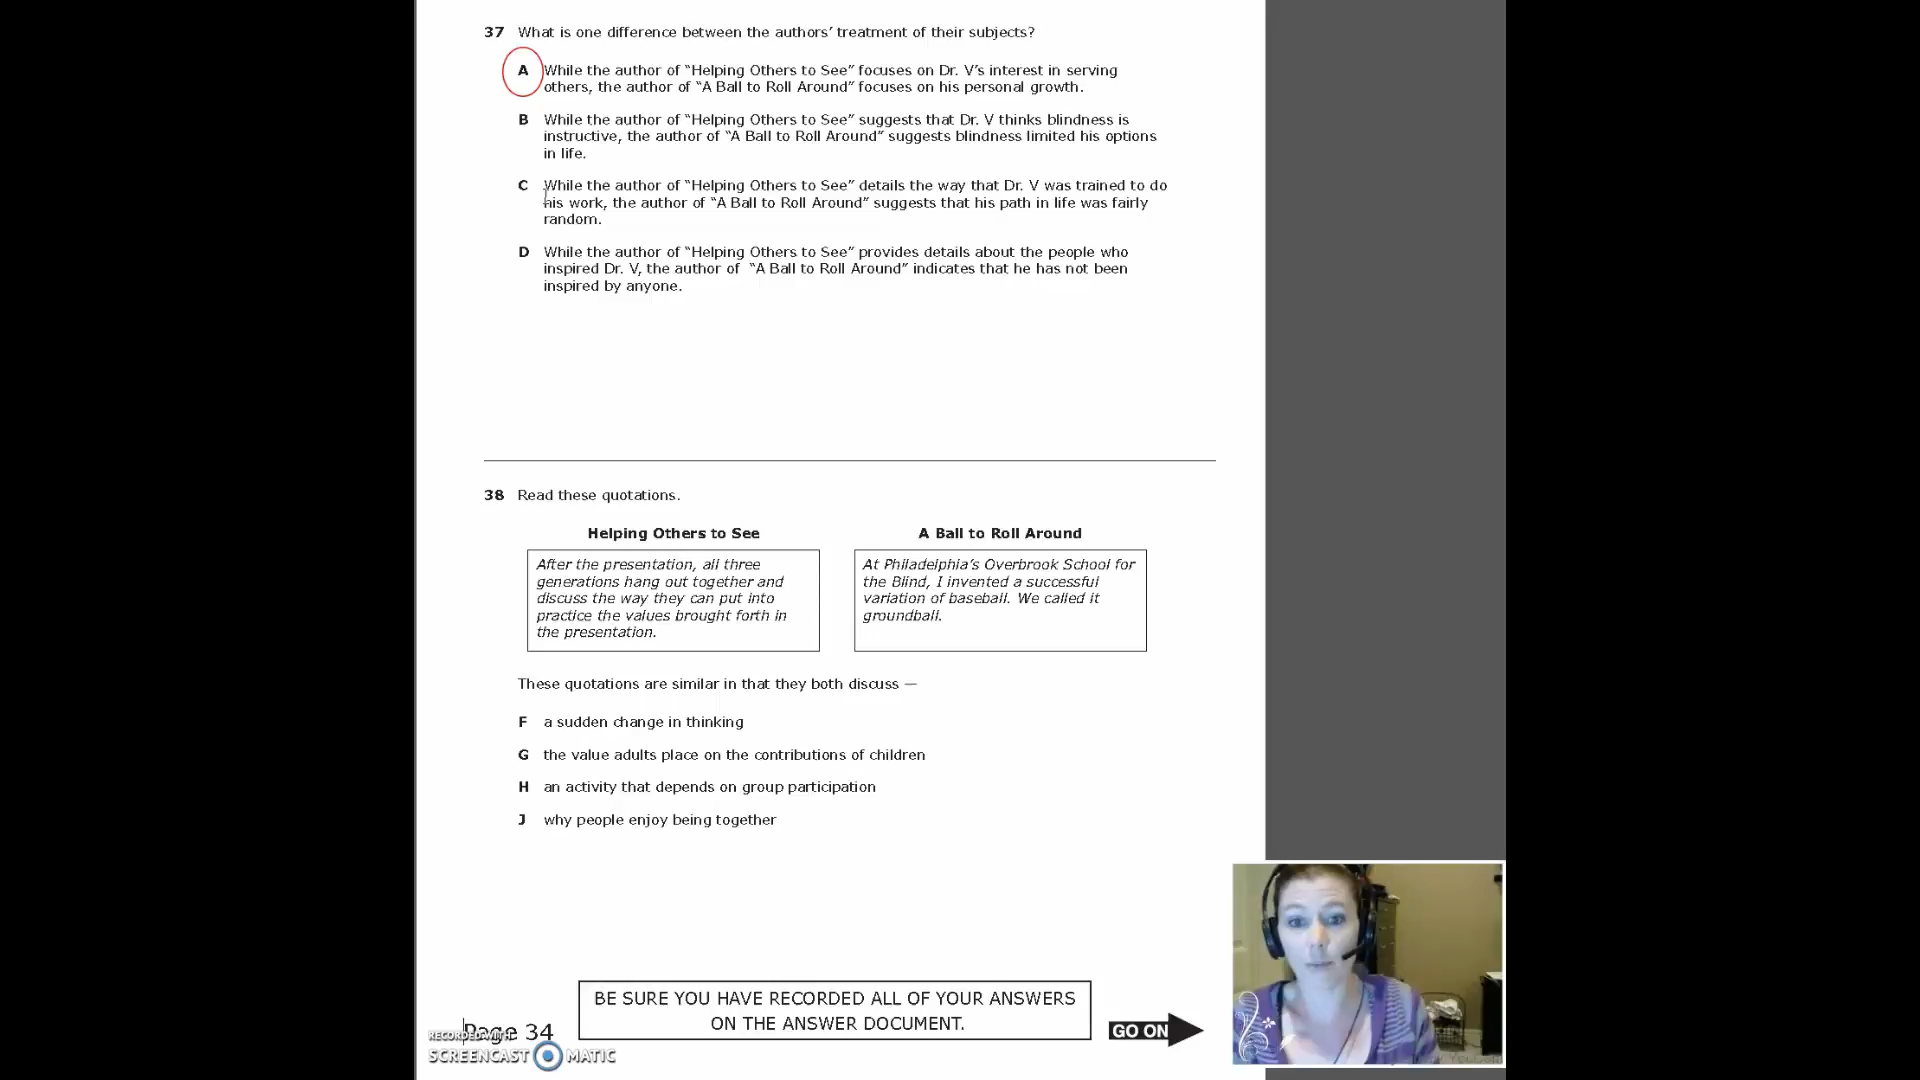 37 What is one difference between the authors’ treatment of their subjects?
A While the author of “Helping Others to See” focuses on Dr. V’s interest in serving
others, the author of “A Ball to Roll Around” focuses on his personal growth.
B While the author of “Helping Others to See” suggests that Dr. V thinks blindness is
instructive, the author of “A Ball to Roll Around” suggests blindness limited his options
in life.
C While the author of “Helping Others to See” details the way that Dr. V was trained to do
his work, the author of “A Ball to Roll Around” suggests that his path in life was fairly
random.
D While the author of “Helping Others to See” provides details about the people who
inspired Dr. V, the author of “A Ball to Roll Around” indicates that he has not been
inspired by anyone.
38 Read these quotations.
Helping Others to See
After the presentation, all three
generations hang out together and
discuss the way they can put into
practice the values brought forth in
the presentation.
A Ball to Roll Around
At Philadelphia’s Overbrook School for
the Blind, I invented a successful
variation of baseball. We called it
groundball.
These quotations are similar in that they both discuss —
F a sudden change in thinking
G the value adults place on the contributions of children
H an activity that depends on group participation
J why people enjoy being together
BE SURE YOU HAVE RECORDED ALL OF YOUR ANSWERS
ON THE ANSWER DOCUMENT.
Page 34
GO ON
RECORDED WITH
SCREENCAST MATIC